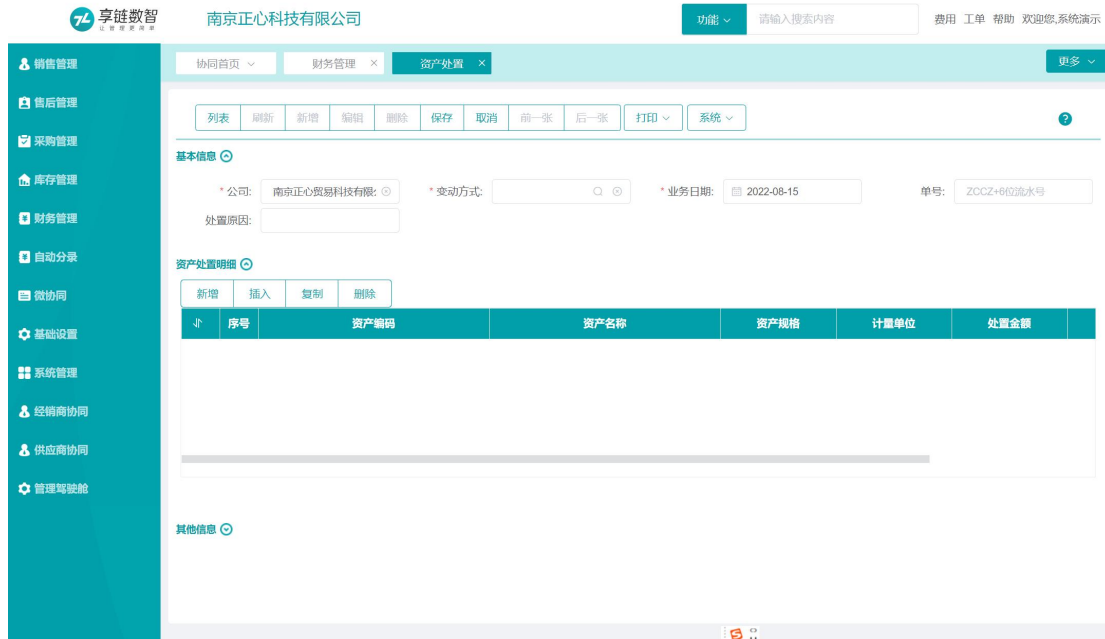 享链数智
让管理更简单
南京正心科技有限公司
功能
请输入搜索内容
费用 工单 帮助 欢迎您,系统演示
销售管理
售后管理
采购管理
库存管理
财务管理
自动分录
微协同
基础设置
系统管理
经销商协同
供应商协同
管理驾驶舱
协同首页 财务管理 × 资产处置 × 更多
列表 刷新 新增 编辑 删除 保存 取消 前一张 后一张 打印 系统 ?
基本信息
* 公司: 南京正心贸易科技有限 * 变动方式: * 业务日期: 2022-08-15 单号: ZCCZ+6位流水号
处置原因:
资产处置明细
新增 插入 复制 删除
序号 资产编码 资产名称 资产规格 计量单位 处置金额
其他信息